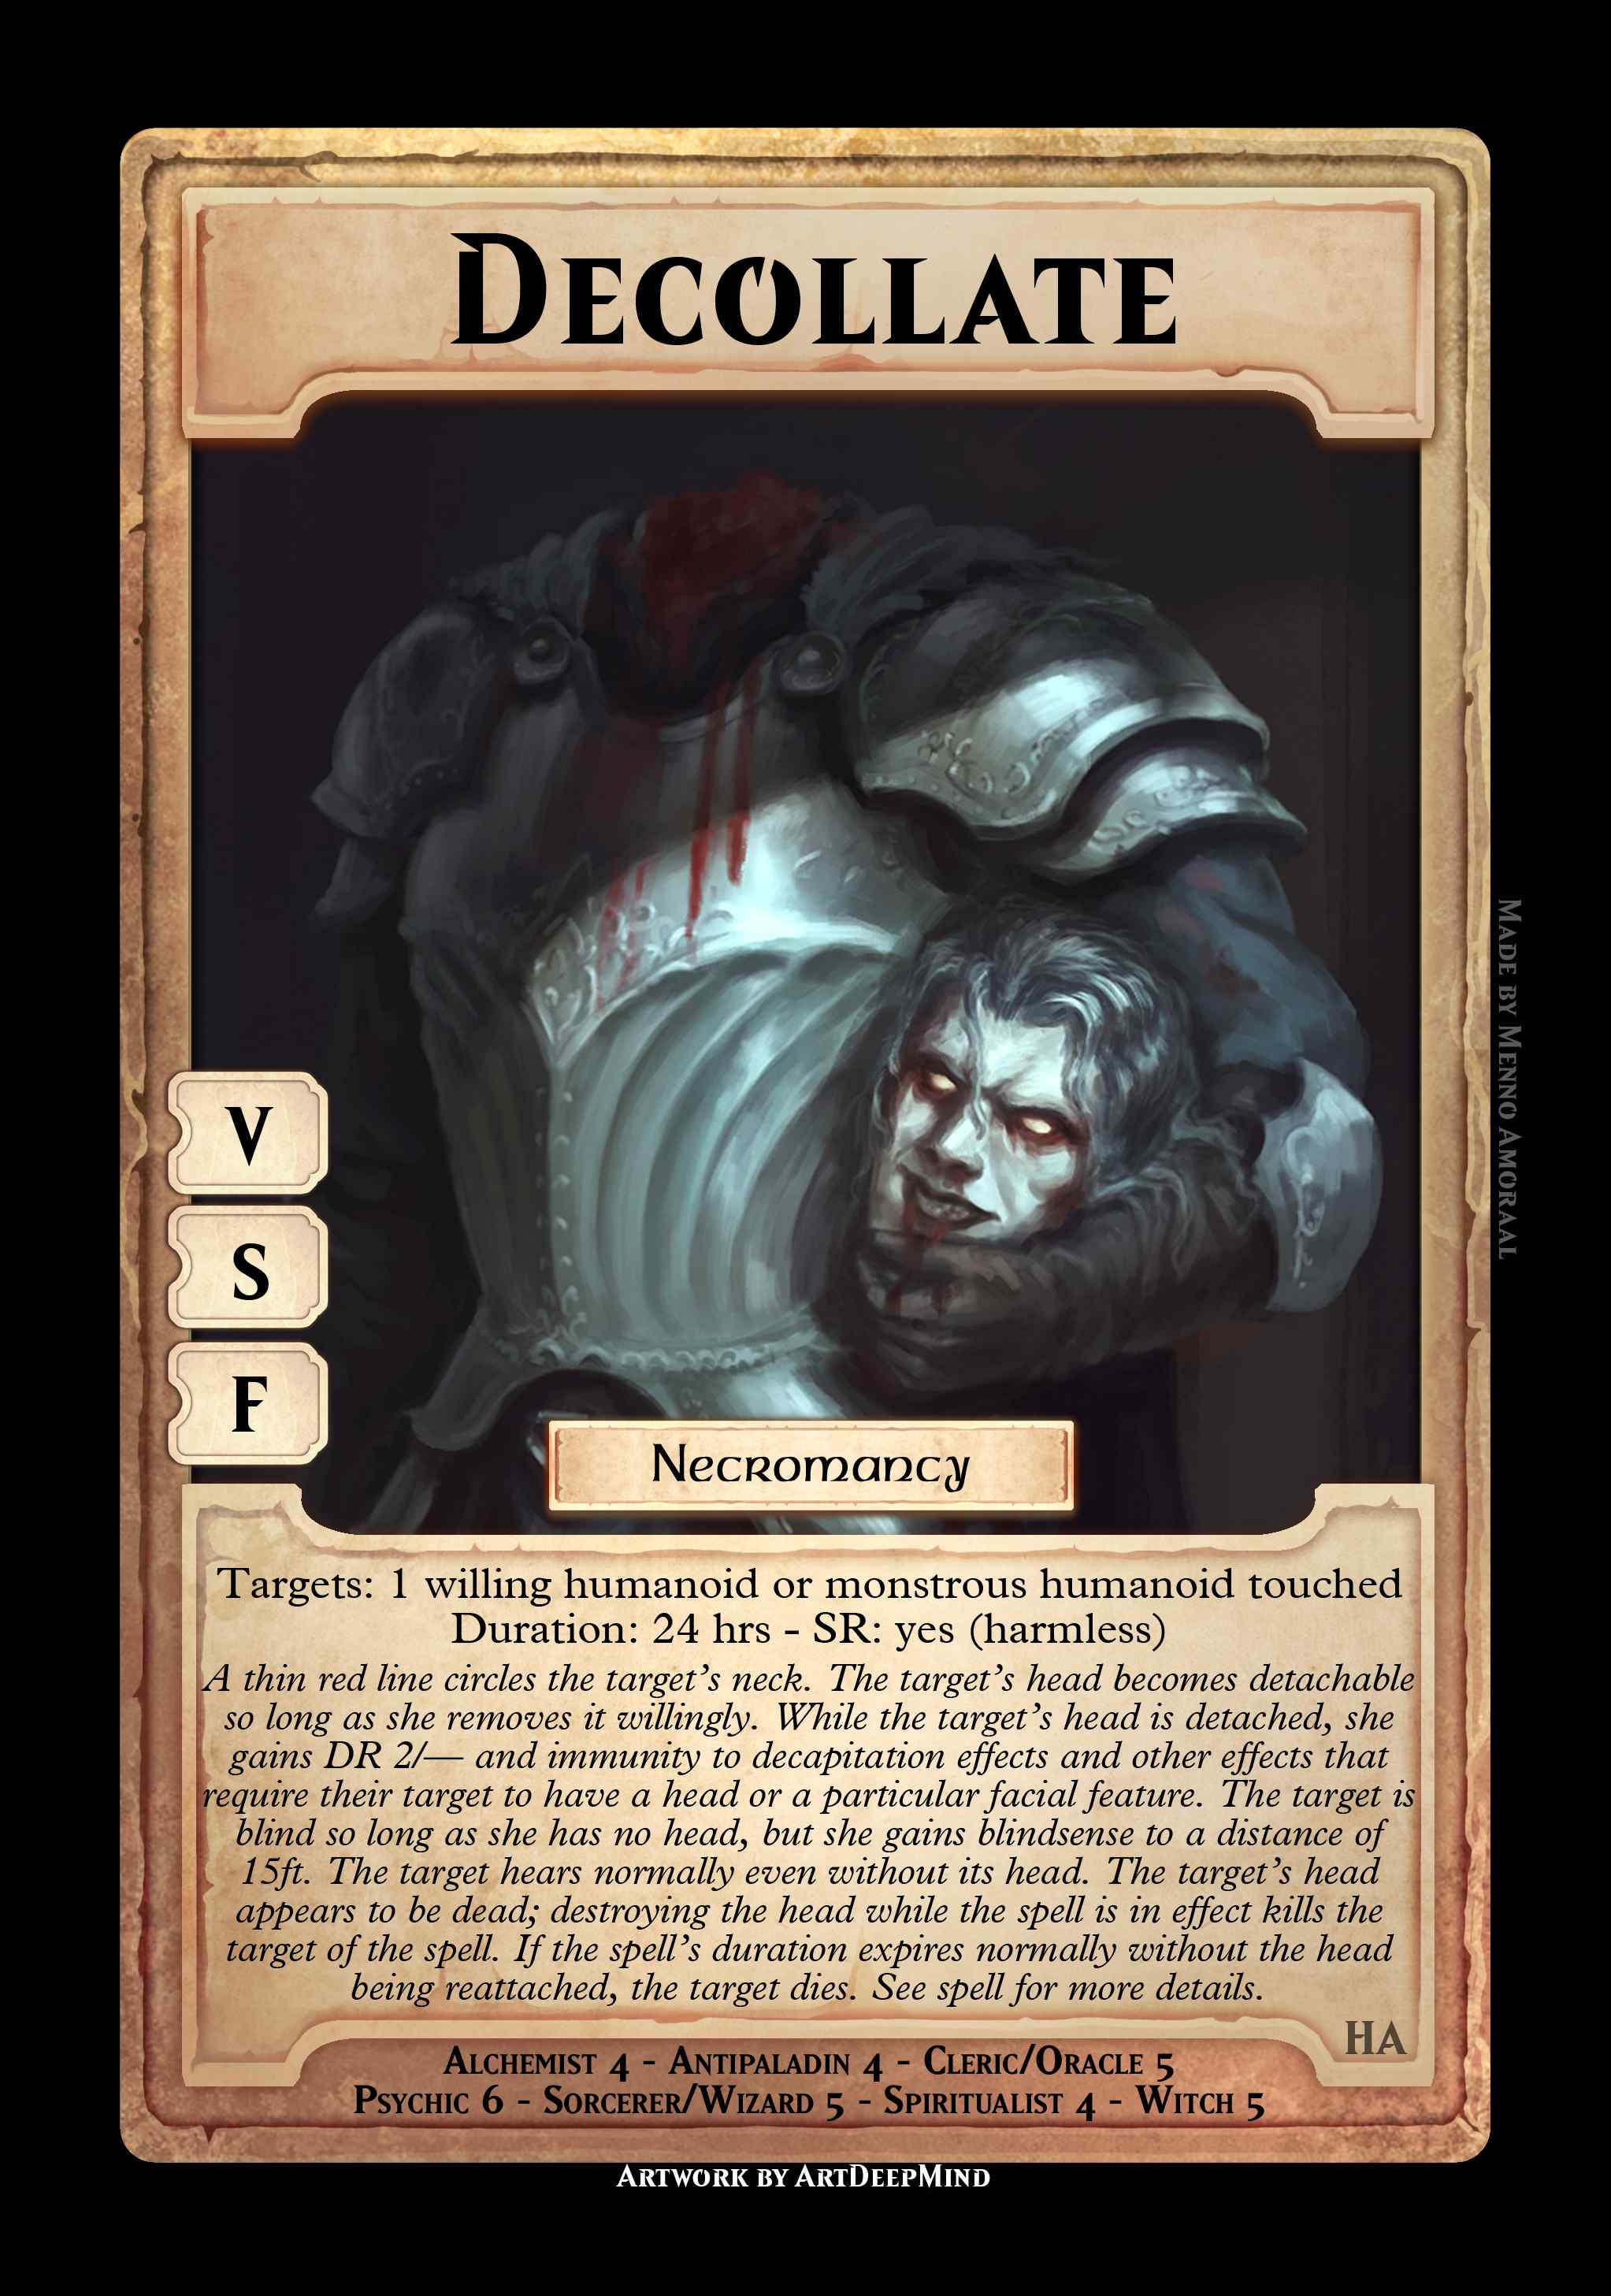 Decollate
V
S
F
Necromancy
Targets: 1 willing humanoid or monstrous humanoid touched
Duration: 24 hrs - SR: yes (harmless)
A thin red line circles the target’s neck. The target’s head becomes detachable
so long as she removes it willingly. While the target’s head is detached, she
gains DR 2/— and immunity to decapitation effects and other effects that
require their target to have a head or a particular facial feature. The target is
blind so long as she has no head, but she gains blindsense to a distance of
15ft. The target hears normally even without its head. The target’s head
appears to be dead; destroying the head while the spell is in effect kills the
target of the spell. If the spell’s duration expires normally without the head
being reattached, the target dies. See spell for more details.
HA
Alchemist 4 - Antipaladin 4 - Cleric/Oracle 5
Psychic 6 - Sorcerer/Wizard 5 - Spiritualist 4 - Witch 5
Artwork by ArtDeepMind
Made by Menno Amoraal